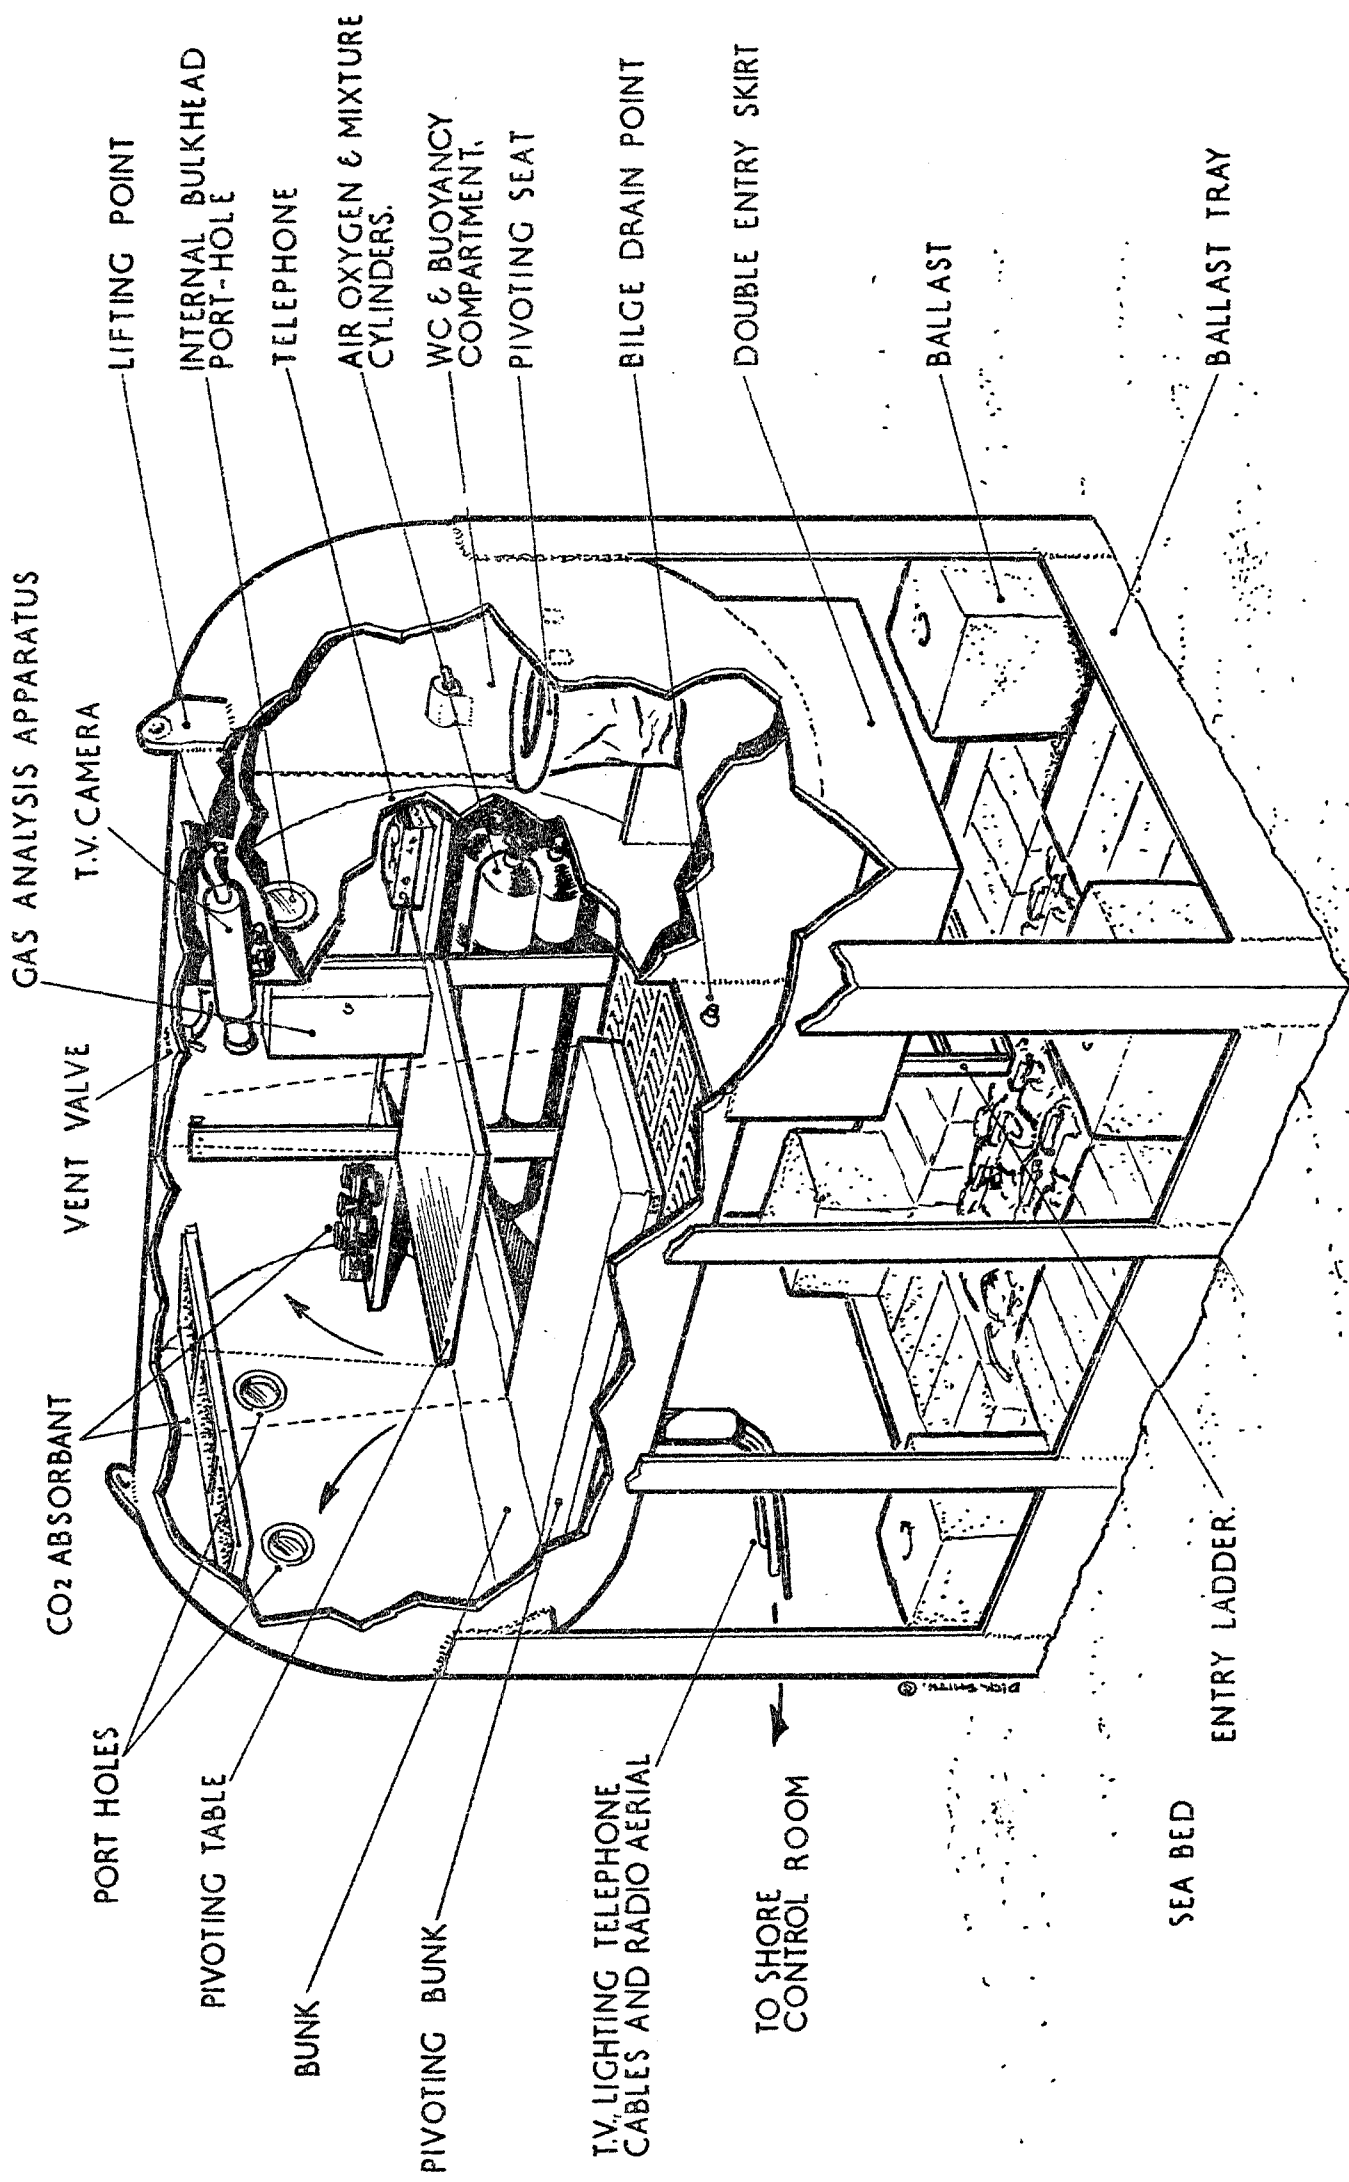 GAS ANALYSIS APPARATUS
T.V. CAMERA
VENT VALVE
CO2 ABSORBANT
PORT HOLES
PIVOTING TABLE
BUNK
PIVOTING BUNK
T.V., LIGHTING TELEPHONE
CABLES AND RADIO AERIAL
TO SHORE
CONTROL ROOM
SEA BED
ENTRY LADDER.
LIFTING POINT
INTERNAL BULKHEAD
PORT-HOLE
TELEPHONE
AIR OXYGEN & MIXTURE
CYLINDERS.
WC & BUOYANCY
COMPARTMENT.
PIVOTING SEAT
BILGE DRAIN POINT
DOUBLE ENTRY SKIRT
BALLAST
BALLAST TRAY
DICK SMITH. ©